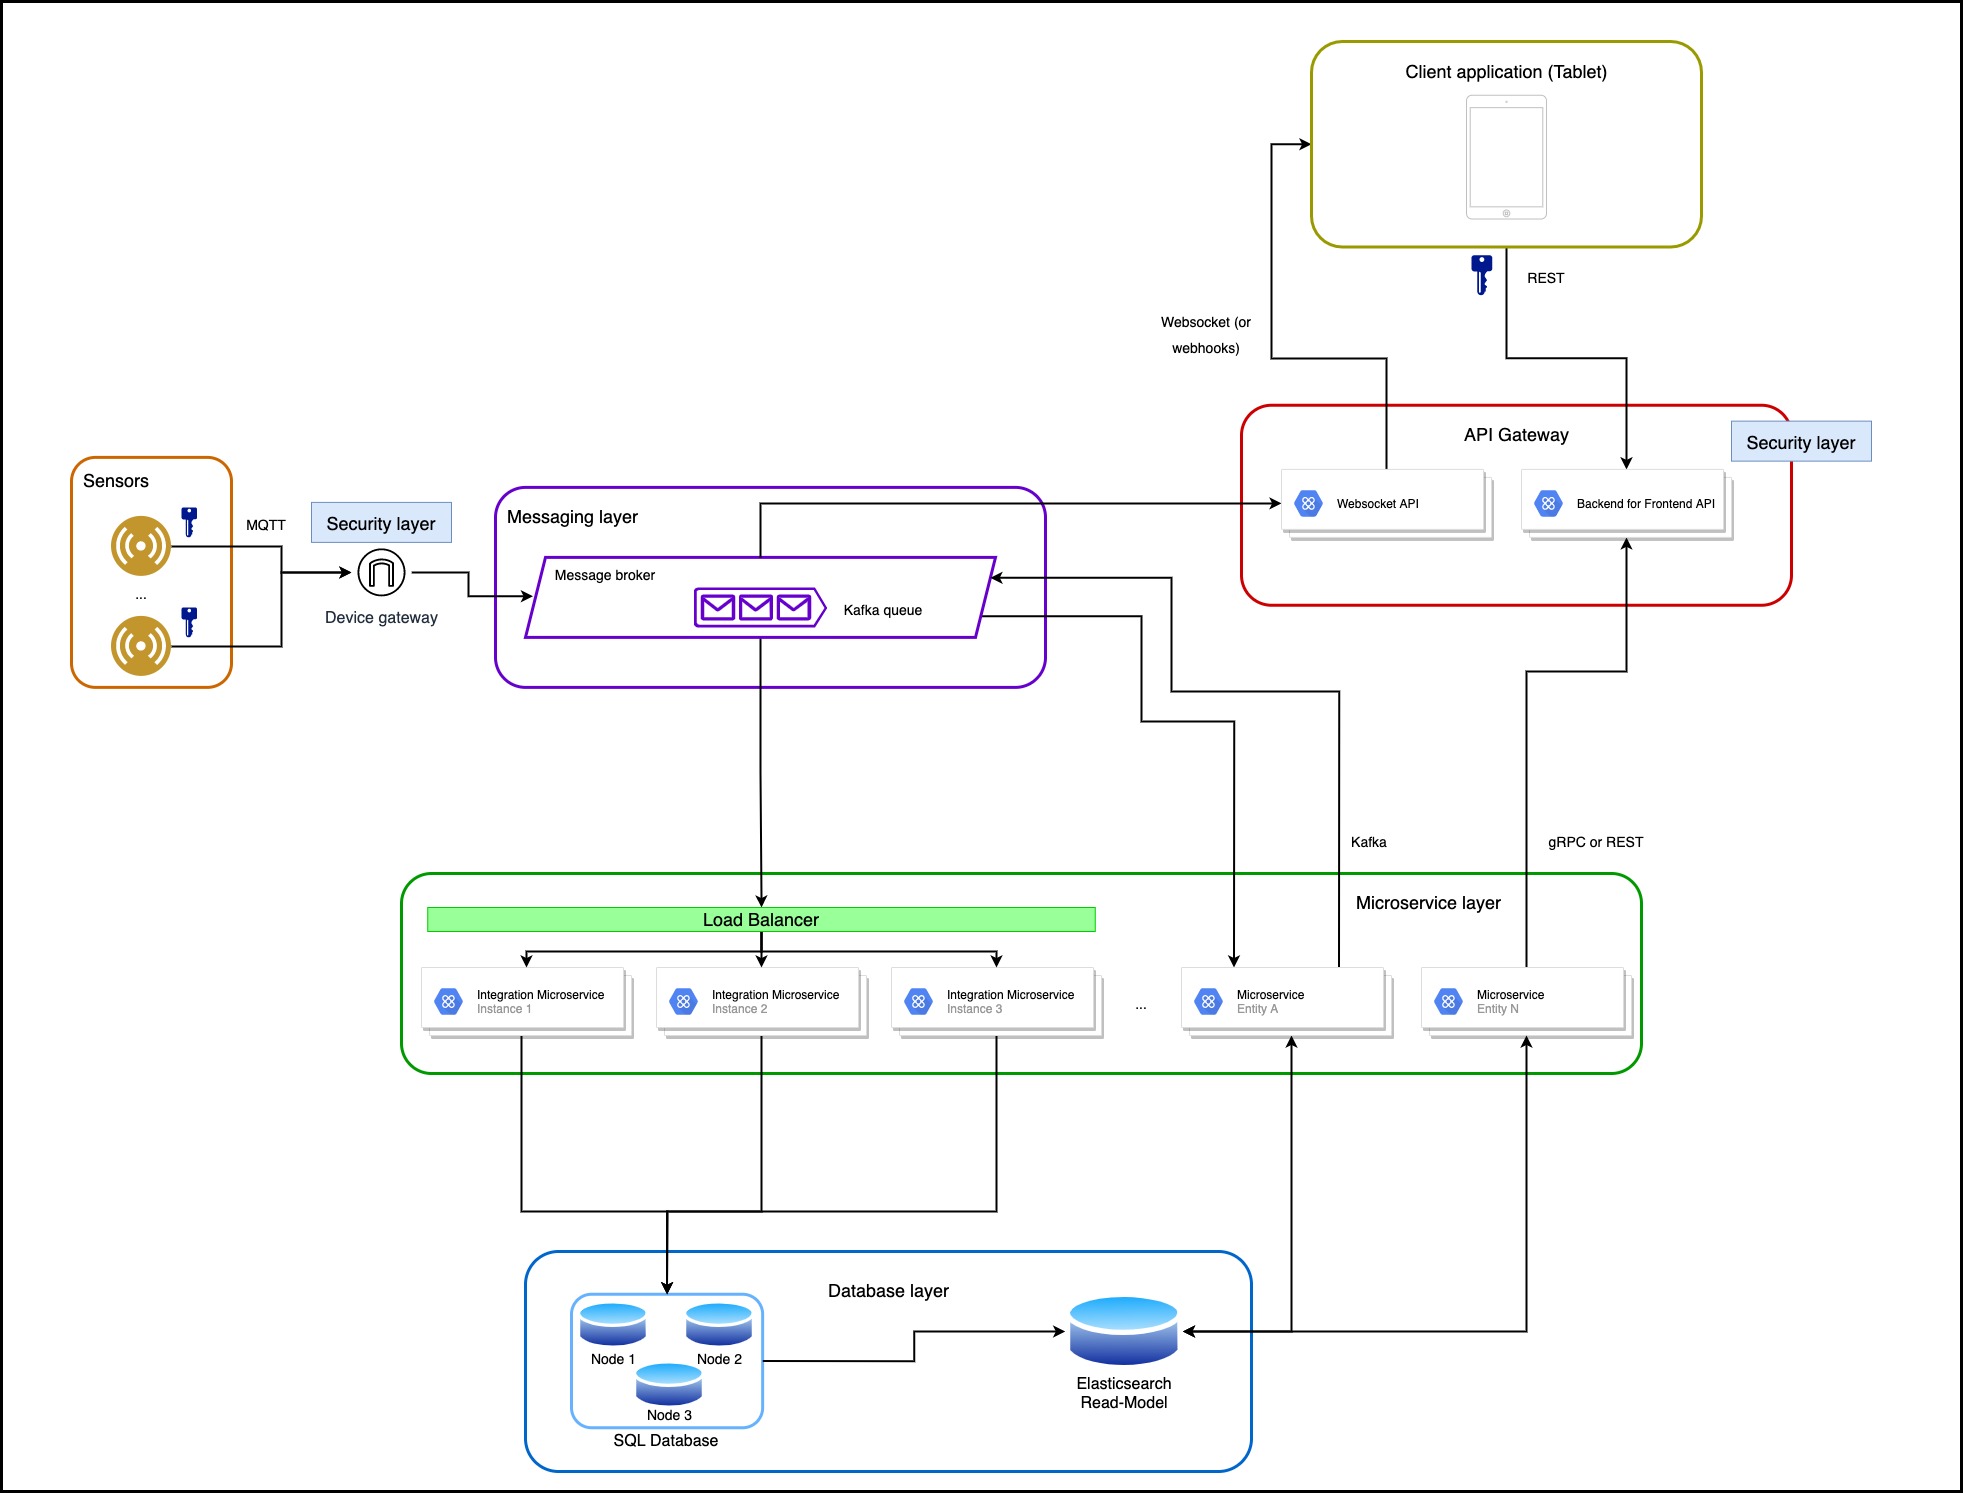 Client application (Tablet)
REST
Websocket (or
webhooks)
API Gateway
Security layer
Websocket API
Backend for Frontend API
Sensors
...
MQTT
Security layer
Device gateway
Messaging layer
Message broker
Kafka queue
Kafka
gRPC or REST
Microservice layer
Load Balancer
Integration Microservice
Instance 1
Integration Microservice
Instance 2
Integration Microservice
Instance 3
...
Microservice
Entity A
Microservice
Entity N
Database layer
Node 1
Node 2
Node 3
SQL Database
Elasticsearch
Read-Model